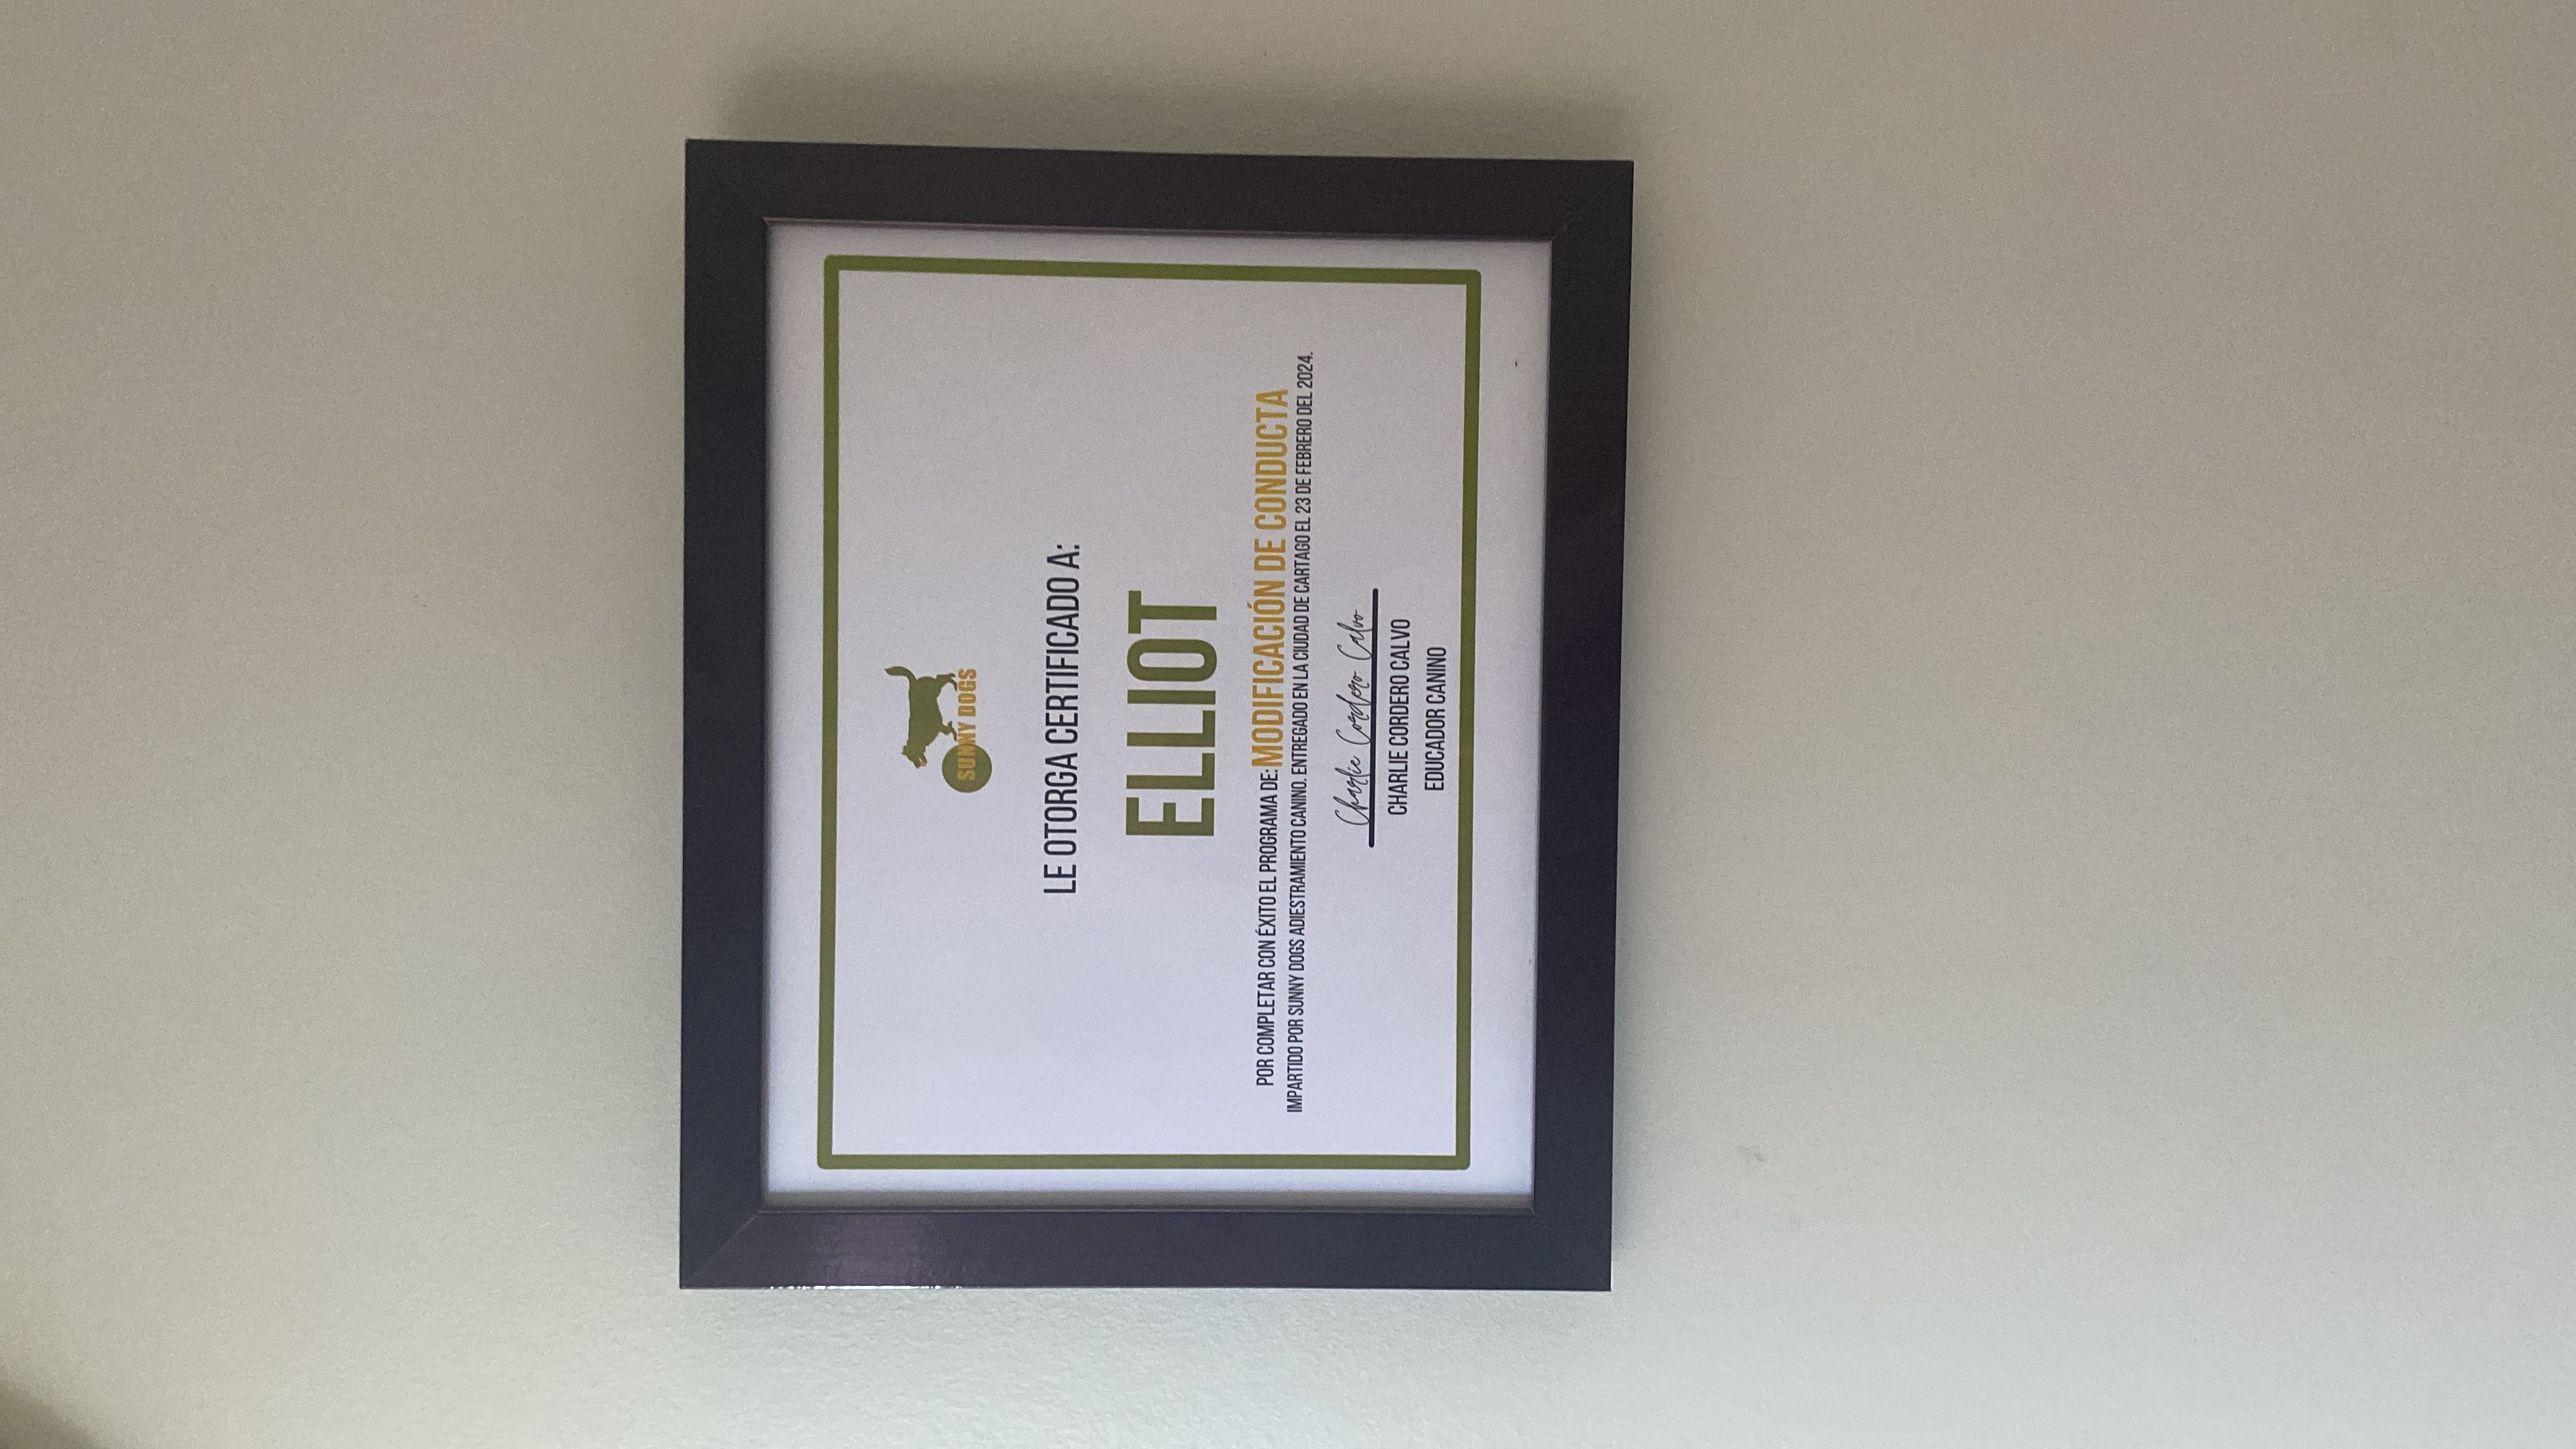 SUNNY DOGS
LE OTORGA CERTIFICADO A:
ELLIOT
POR COMPLETAR CON ÉXITO EL PROGRAMA DE: MODIFICACIÓN DE CONDUCTA
IMPARTIDO POR SUNNY DOGS ADIESTRAMIENTO CANINO. ENTREGADO EN LA CIUDAD DE CARTAGO EL 23 DE FEBRERO DEL 2024.
Charlie Cordero Calvo
CHARLIE CORDERO CALVO
EDUCADOR CANINO